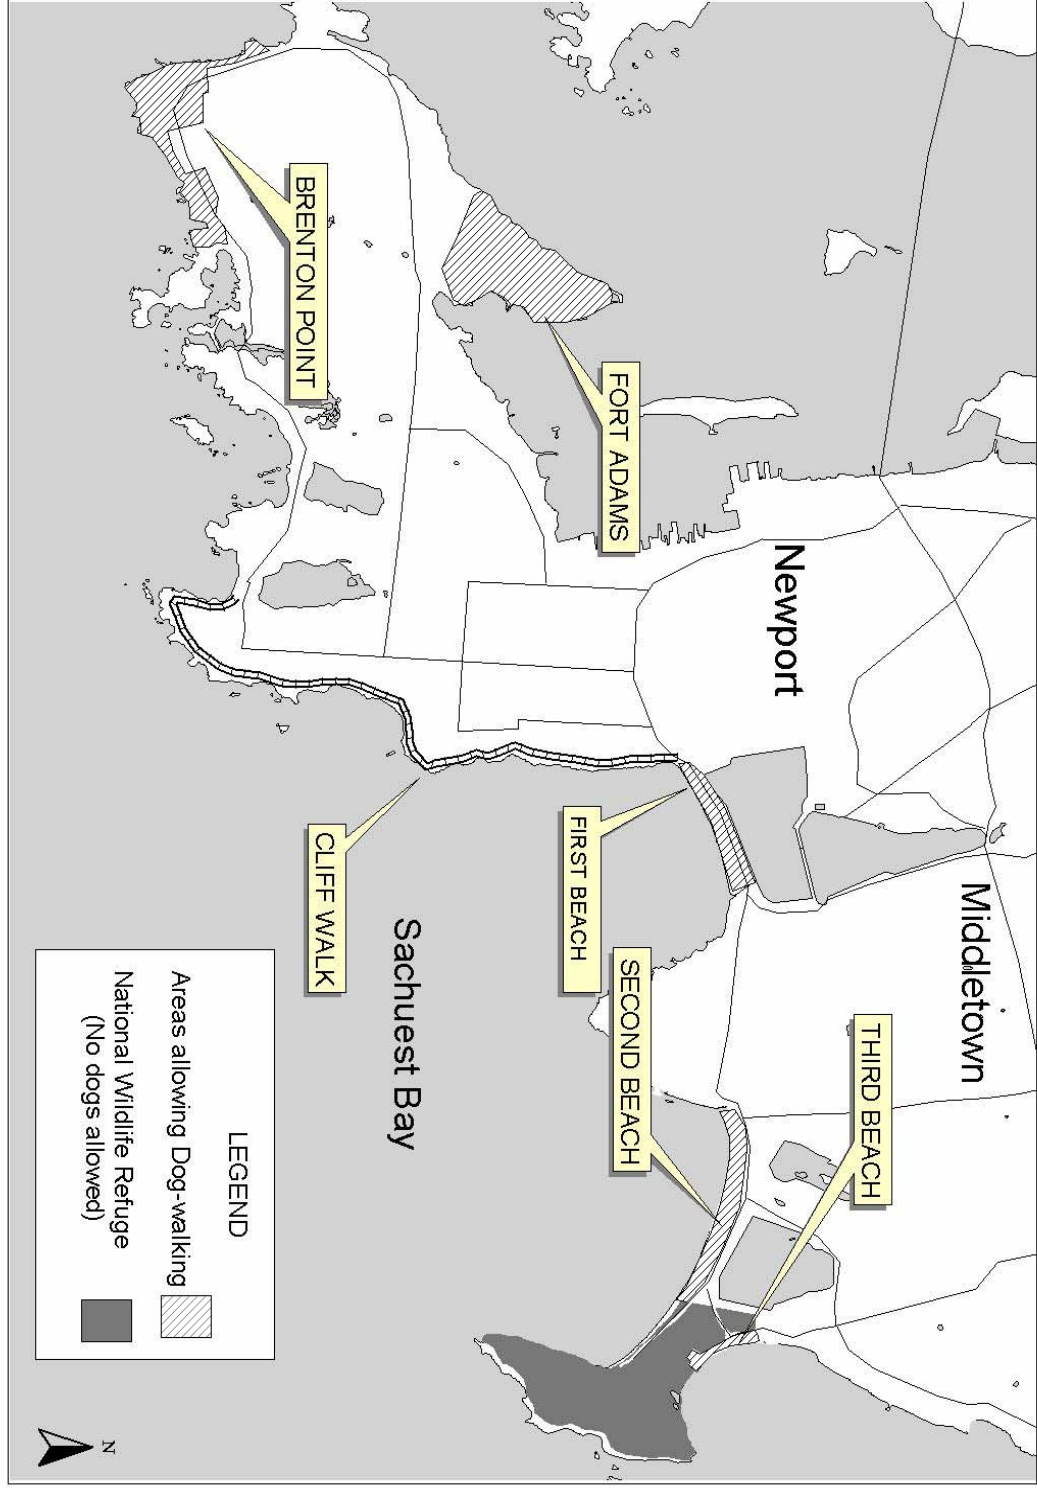 Newport
Middletown
THIRD BEACH
FORT ADAMS
SECOND BEACH
FIRST BEACH
BRENTON POINT
CLIFF WALK
Sachuest Bay
LEGEND
Areas allowing Dog-walking
National Wildlife Refuge
(No dogs allowed)
N